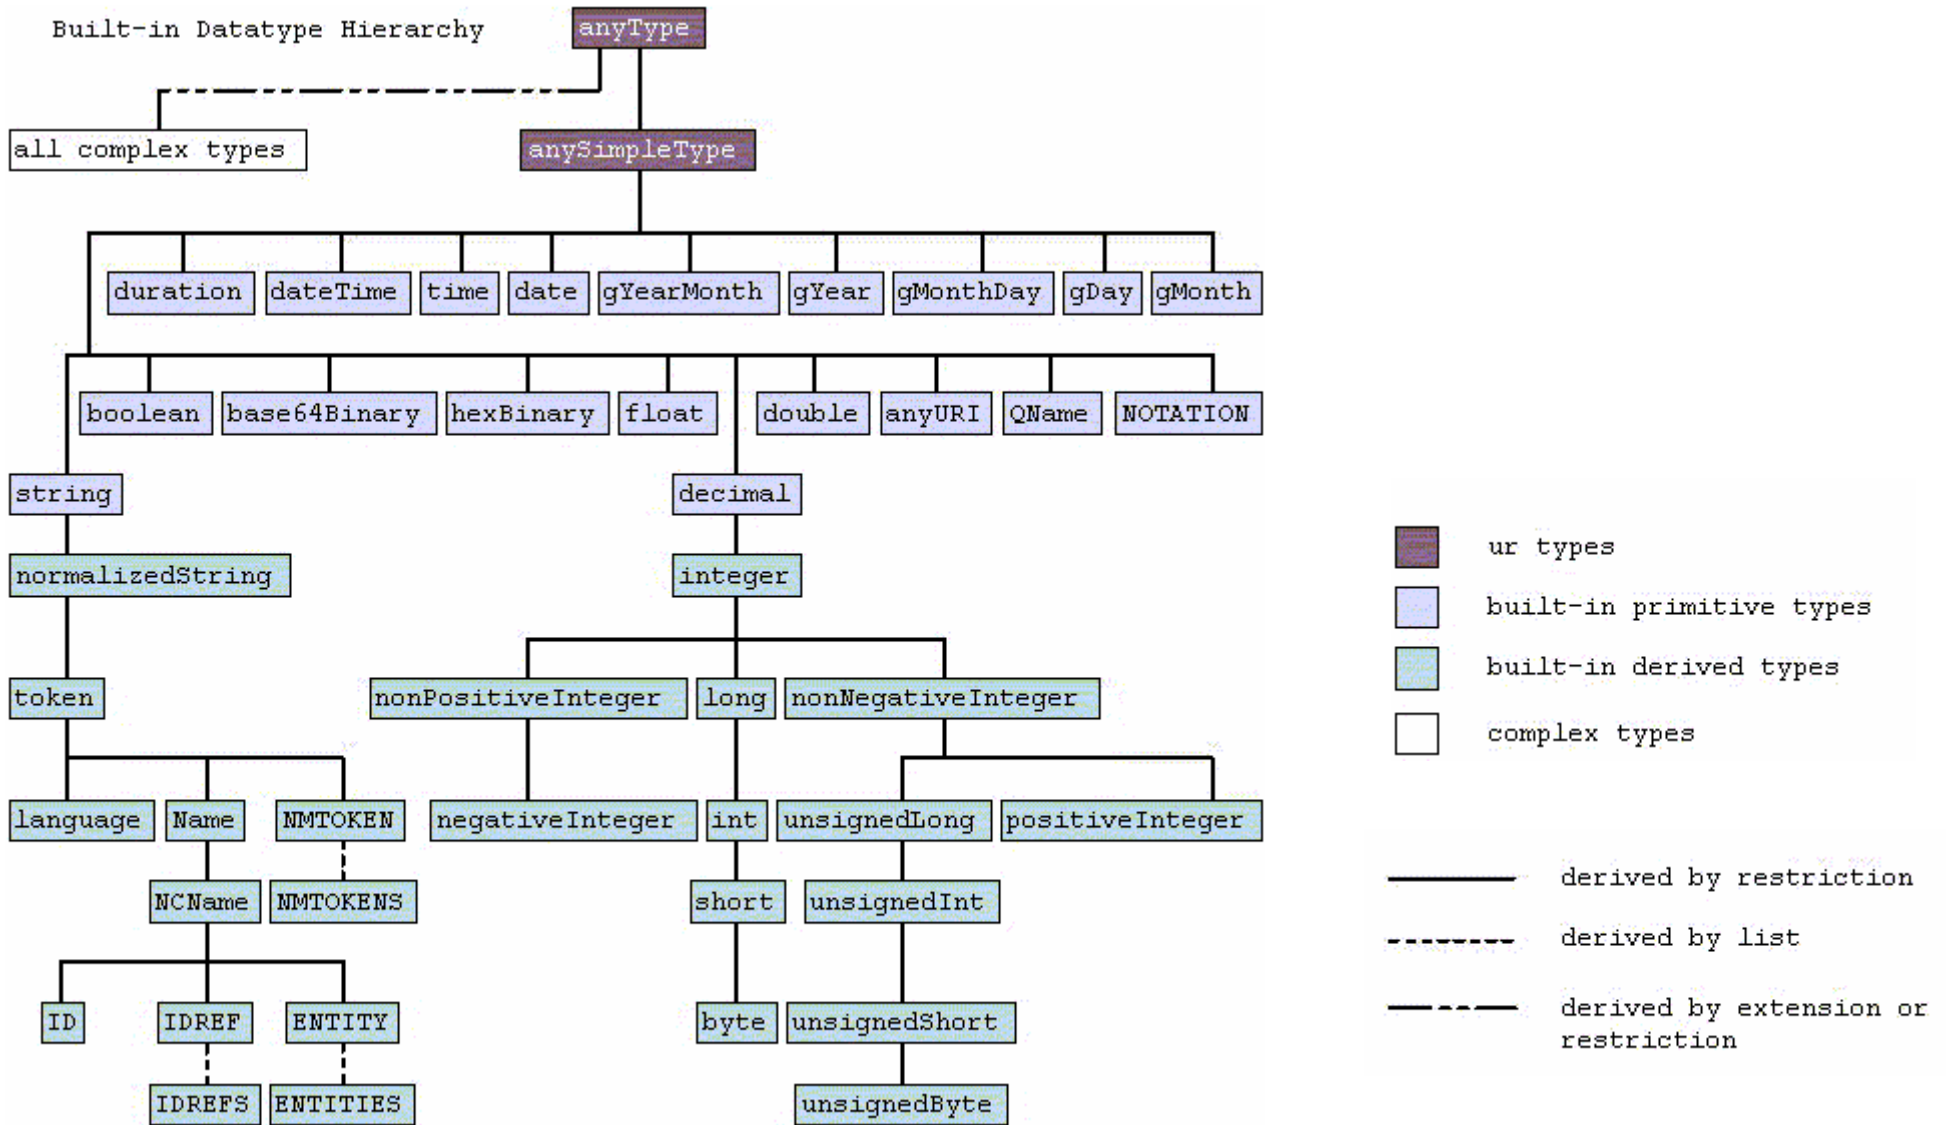 Built-in Datatype Hierarchy
anyType
all complex types
anySimpleType
duration dateTime time date gYearMonth gYear gMonthDay gDay gMonth
boolean base64Binary hexBinary float double anyURI QName NOTATION
string decimal
normalizedString integer
token nonPositiveInteger long nonNegativeInteger
language Name NMTOKEN negativeInteger int unsignedLong positiveInteger
NCName NMTOKENS short unsignedInt
ID IDREF ENTITY byte unsignedShort
IDREFS ENTITIES unsignedByte
ur types
built-in primitive types
built-in derived types
complex types
derived by restriction
derived by list
derived by extension or
restriction